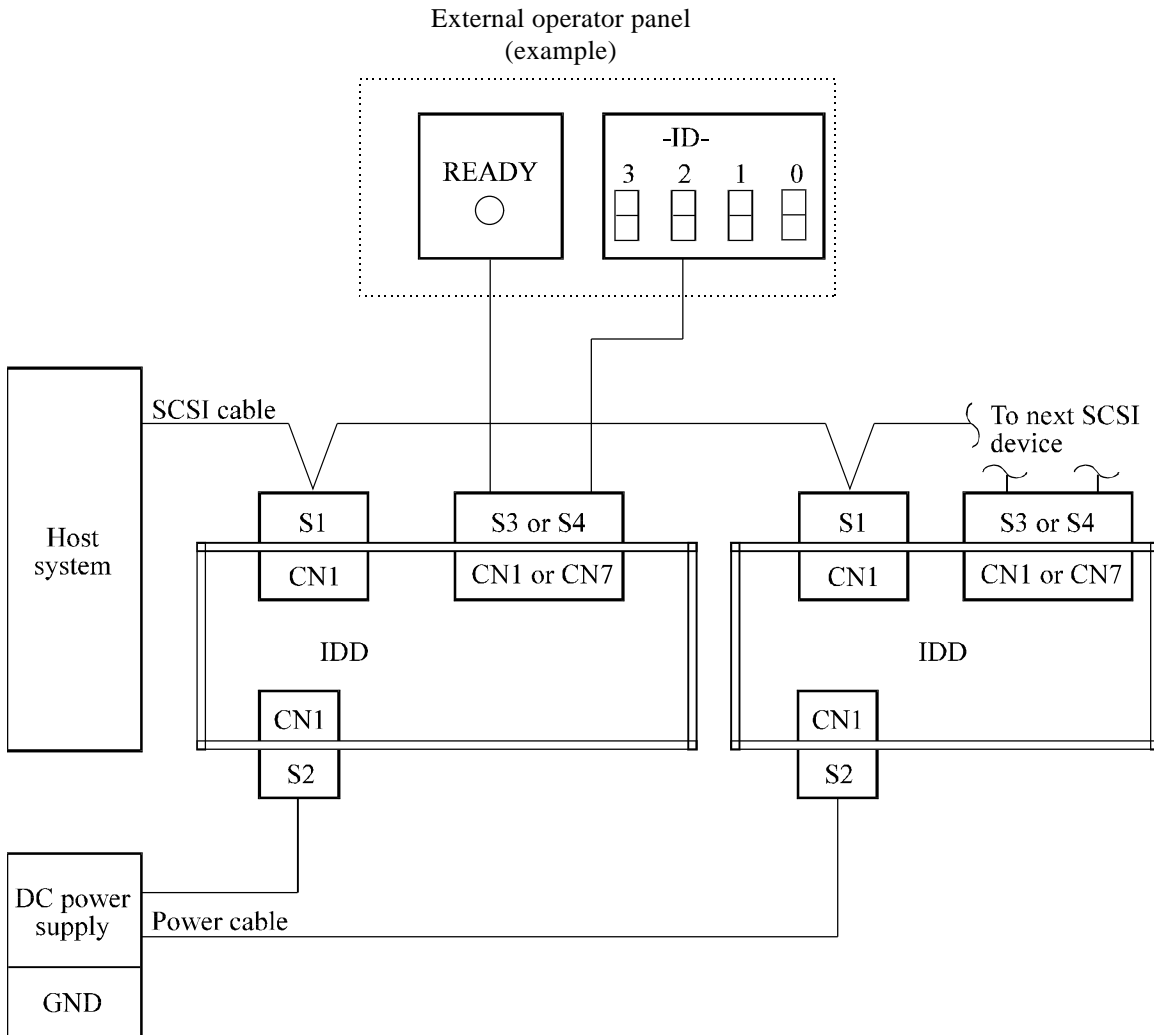 External operator panel
(example)
READY
-ID-
3 2 1 0
SCSI cable
To next SCSI
device
Host
system
S1
S3 or S4
S1
S3 or S4
CN1
CN1 or CN7
CN1
CN1 or CN7
IDD
IDD
CN1
CN1
S2
S2
DC power
supply
Power cable
GND